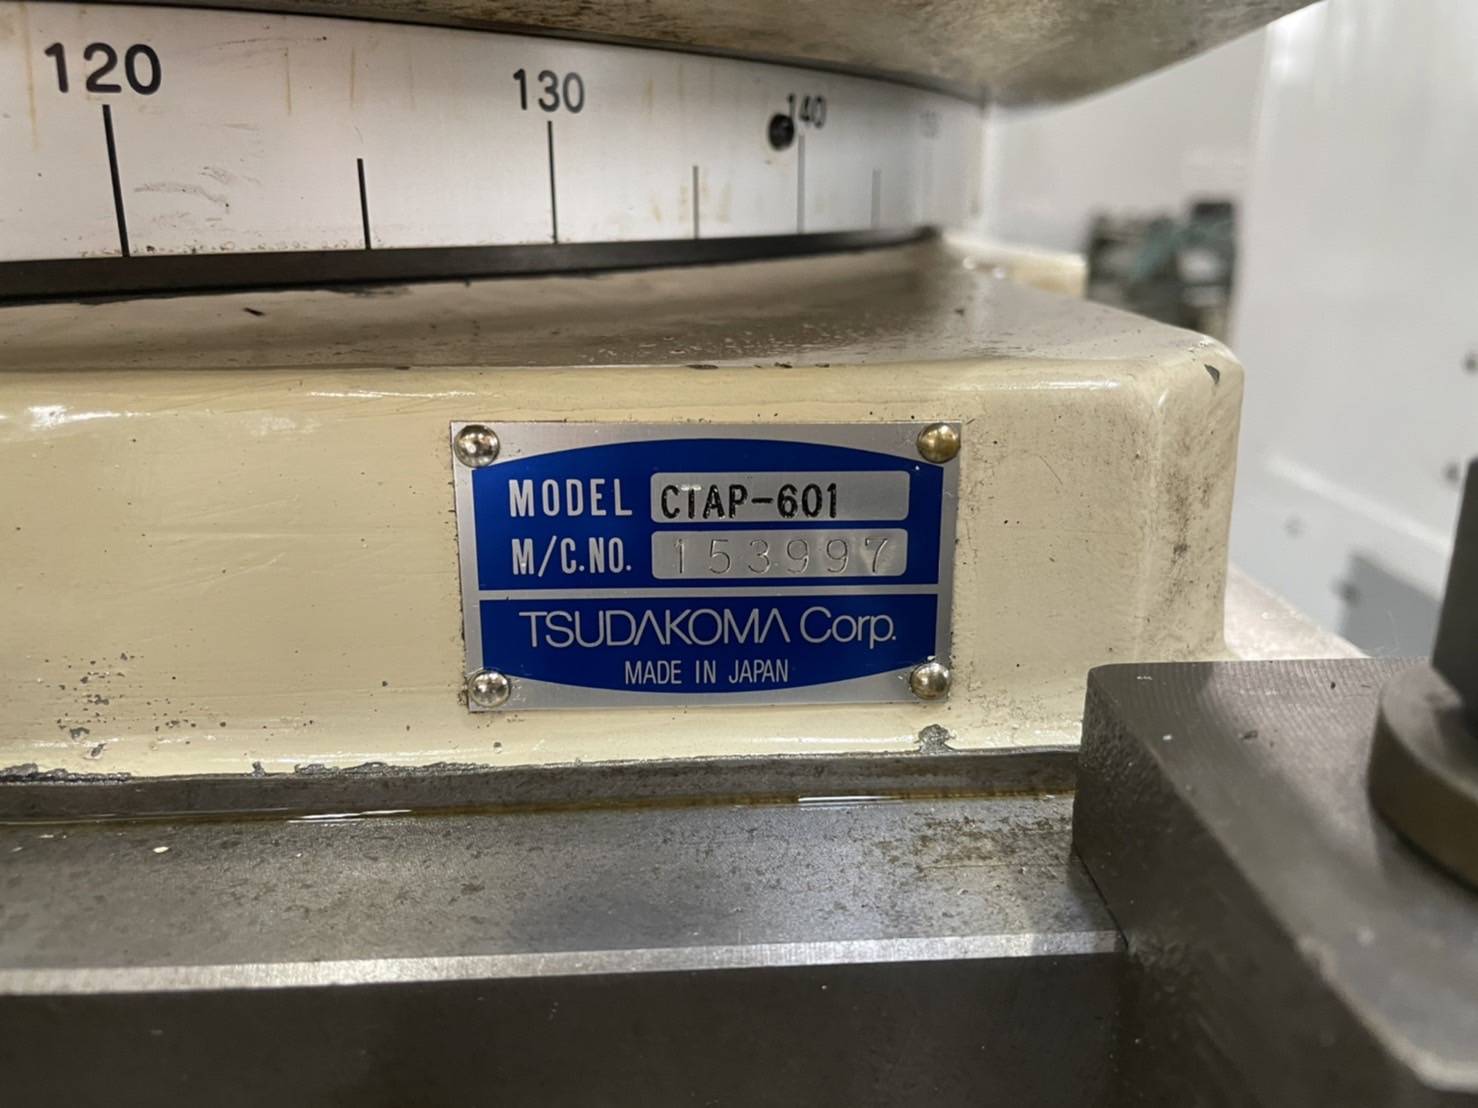 120
130
140
MODEL CTAP-601
M/C.NO. 153997
TSUDAKOMA Corp.
MADE IN JAPAN